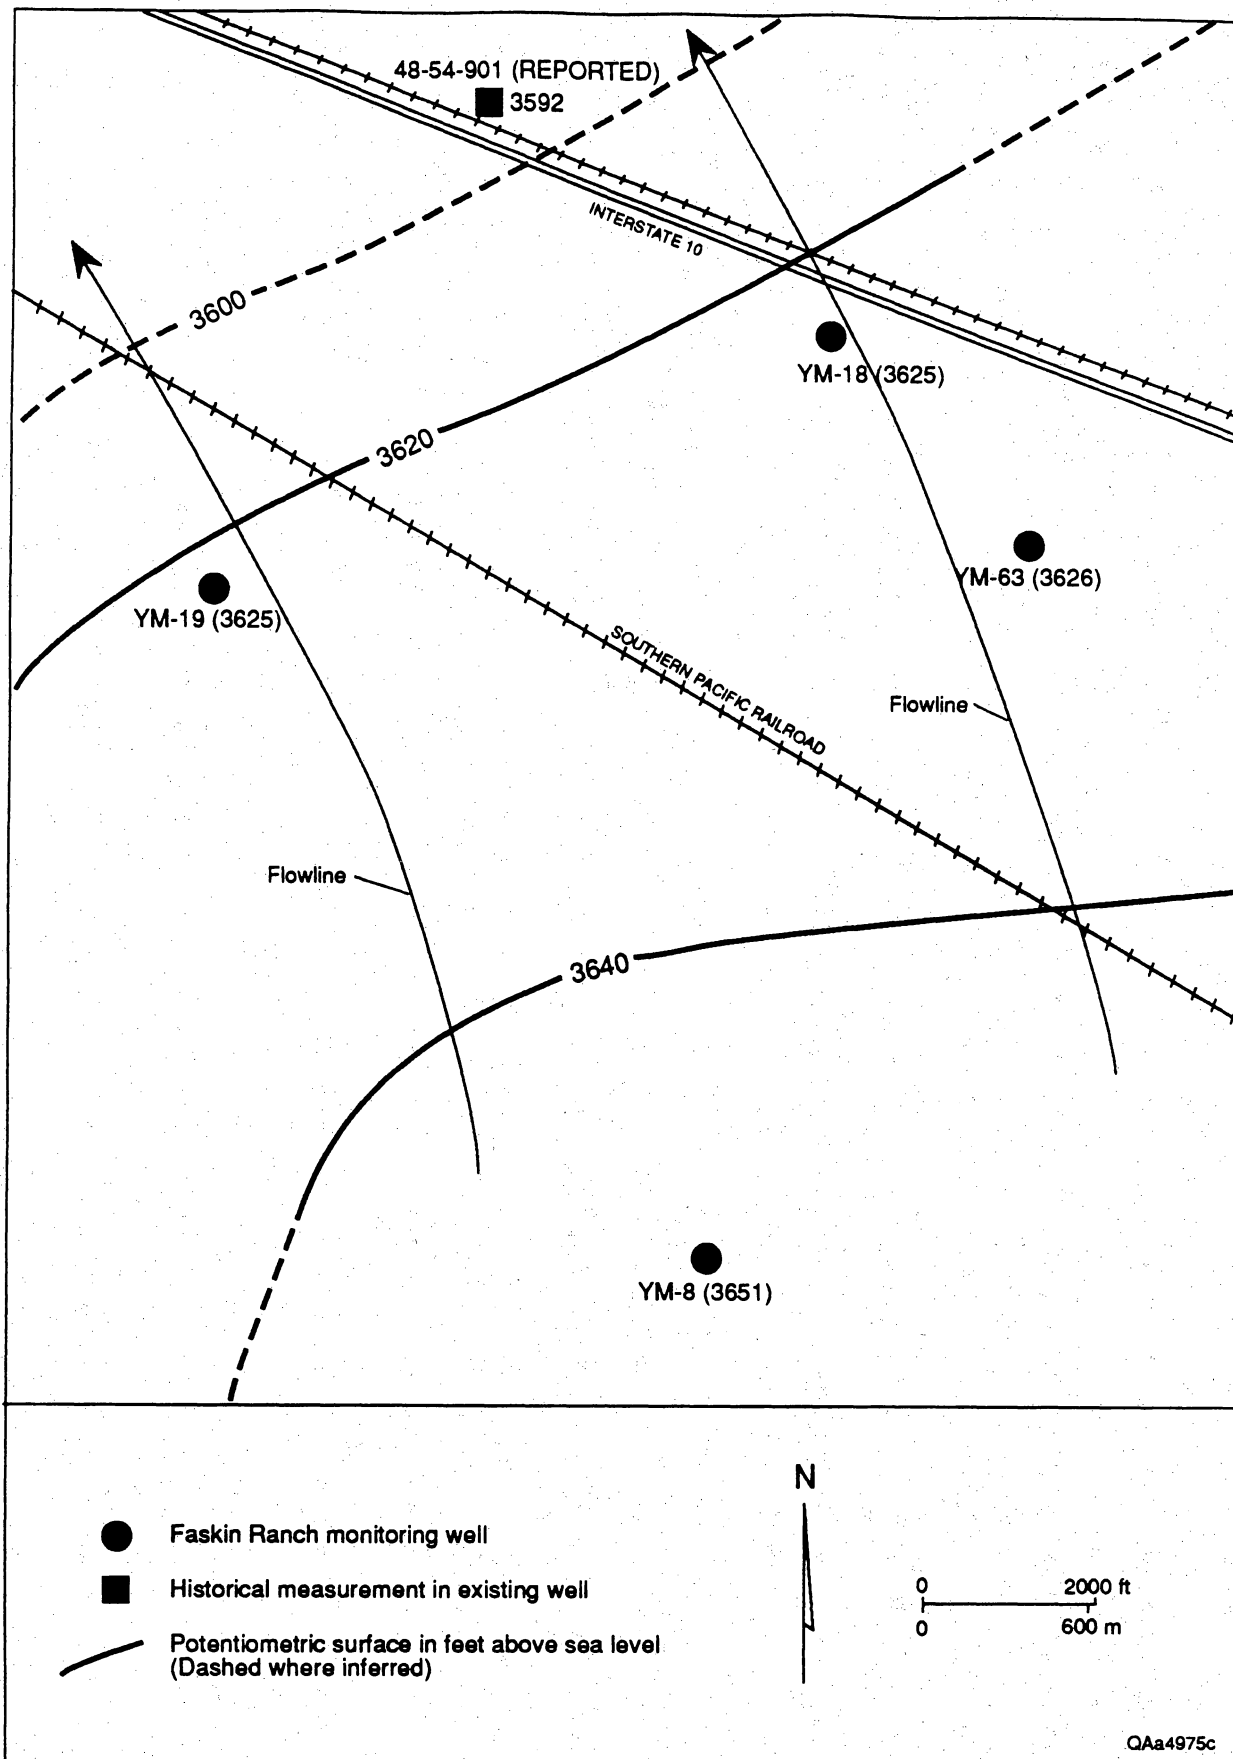 48-54-901 (REPORTED)
3592
INTERSTATE 10
3600
YM-18 (3625)
3620
YM-63 (3626)
YM-19 (3625)
SOUTHERN PACIFIC RAILROAD
Flowline
Flowline
3640
YM-8 (3651)
N
Faskin Ranch monitoring well
Historical measurement in existing well
Potentiometric surface in feet above sea level
(Dashed where inferred)
0 2000 ft
0 600 m
QAa4975c